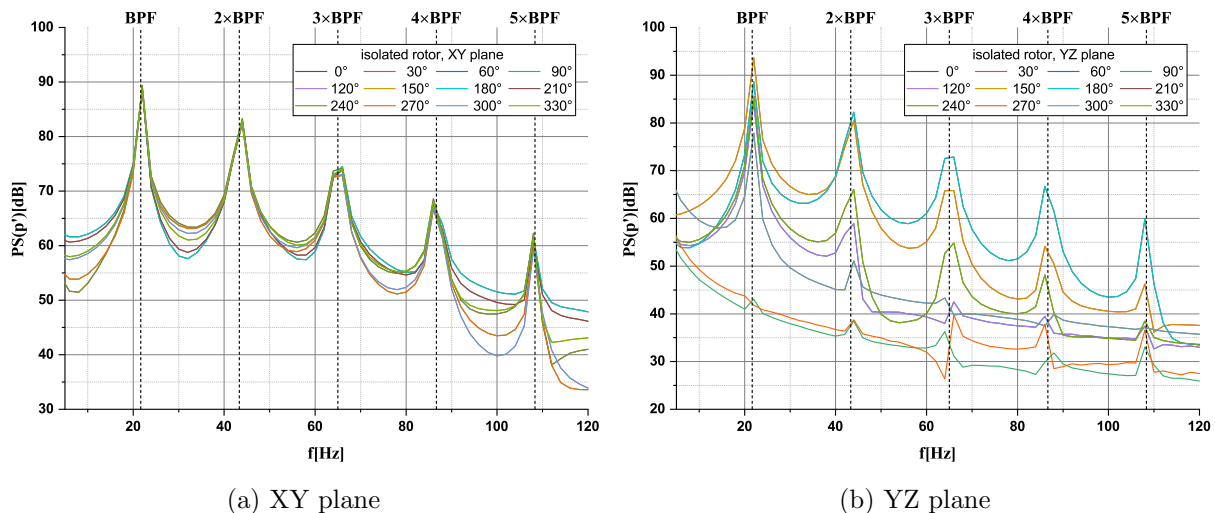 BPF 2×BPF 3×BPF 4×BPF 5×BPF
100
90
80
70
60
50
40
30
PS(p')[dB]
isolated rotor, XY plane
0° 30° 60° 90°
120° 150° 180° 210°
240° 270° 300° 330°
20 40 60 80 100 120
f[Hz]
(a) XY plane
BPF 2×BPF 3×BPF 4×BPF 5×BPF
100
90
80
70
60
50
40
30
20
PS(p')[dB]
isolated rotor, YZ plane
0° 30° 60° 90°
120° 150° 180° 210°
240° 270° 300° 330°
20 40 60 80 100 120
f[Hz]
(b) YZ plane